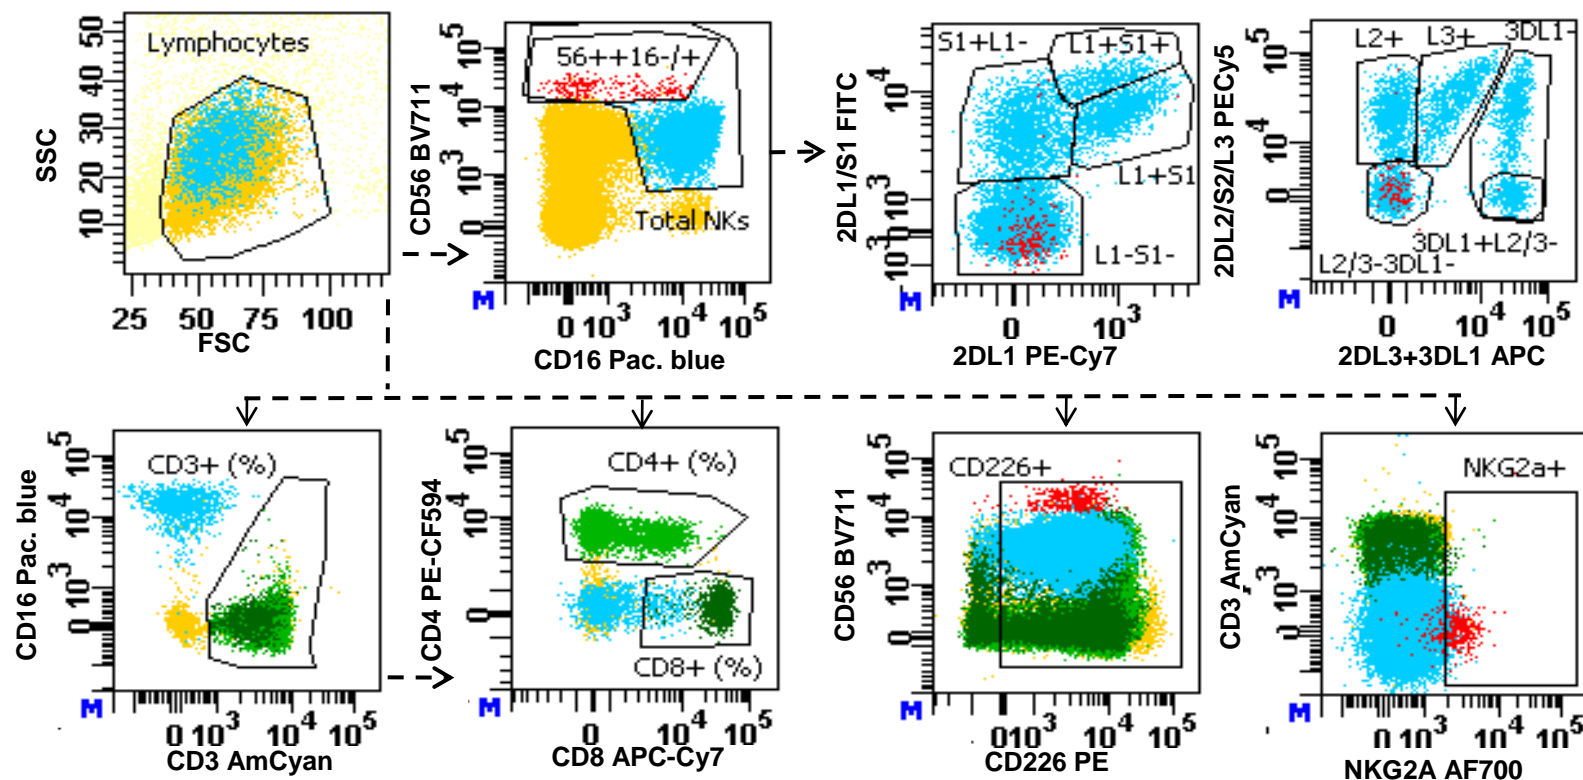 50
40
30
20
10
SSC
Lymphocytes
25 50 75 100
FSC
10^5
10^4
10^3
0
CD56 BV711
56++16-/+
Total NKs
M
0 10^3 10^4 10^5
CD16 Pac. blue
10^4
10^3
0
10^3
2DL1/S1 FITC
S1+L1-
L1+S1+
L1+S1
L1-S1-
M
0 10^3
2DL1 PE-Cy7
10^5
10^4
0
2DL2/S2/L3 PECy5
L2+
L3+
3DL1-
3DL1+L2/3-
L2/3-3DL1-
M
0 10^4 10^5
2DL3+3DL1 APC
10^5
10^4
10^3
0
CD16 Pac. blue
CD3+ (%)
M
0 10^3 10^4 10^5
CD3 AmCyan
10^5
10^4
0
CD4 PE-CF594
CD4+ (%)
CD8+ (%)
M
0 10^4 10^5
CD8 APC-Cy7
10^5
10^4
10^3
0
CD56 BV711
CD226+
M
0 10^3 10^4 10^5
CD226 PE
10^5
10^4
10^3
0
CD3 AmCyan
NKG2a+
M
0 10^3 10^4 10^5
NKG2A AF700